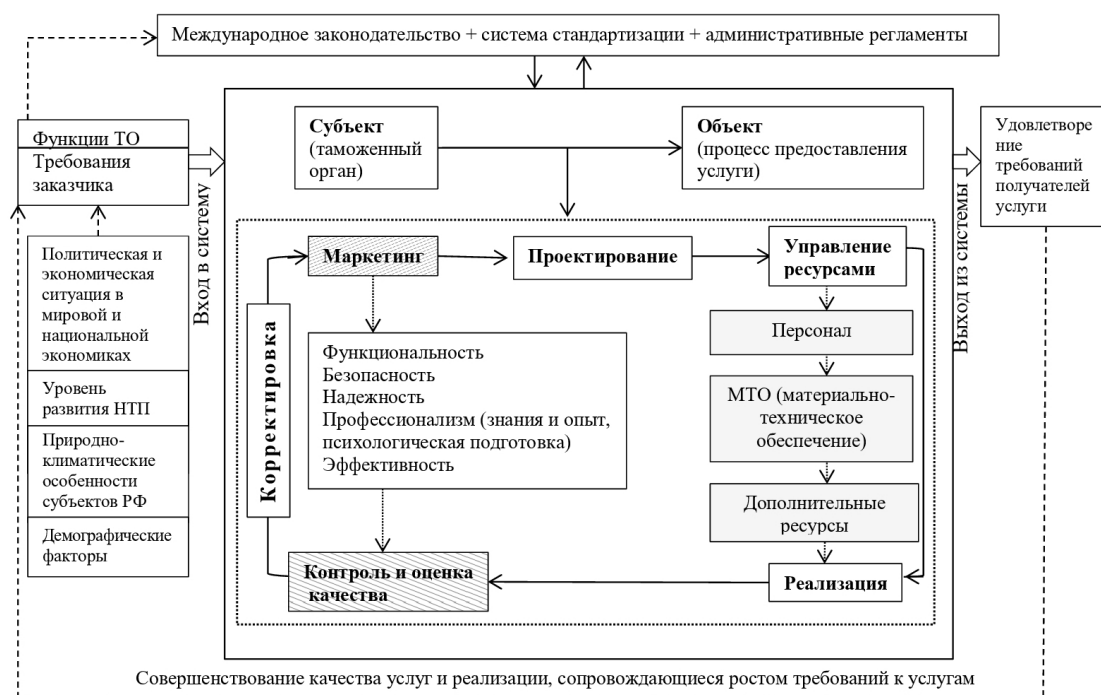 Международное законодательство + система стандартизации + административные регламенты
Функции ТО
Требования
заказчика
Политическая и
экономическая
ситуация в
мировой и
национальной
экономиках
Уровень
развития НТП
Природно-
климатические
особенности
субъектов РФ
Демографические
факторы
Вход в систему
Субъект
(таможенный
орган)
Объект
(процесс предоставления
услуги)
Маркетинг
Проектирование
Управление
ресурсами
Корректировка
Функциональность
Безопасность
Надежность
Профессионализм (знания и опыт,
психологическая подготовка)
Эффективность
Персонал
МТО (материально-
техническое
обеспечение)
Дополнительные
ресурсы
Контроль и оценка
качества
Реализация
Выход из системы
Удовлетворе
ние
требований
получателей
услуги
Совершенствование качества услуг и реализации, сопровождающиеся ростом требований к услугам